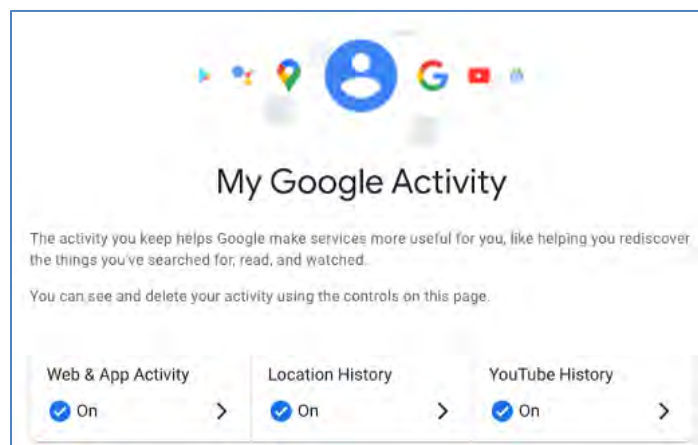 My Google Activity
The activity you keep helps Google make services more useful for you, like helping you rediscover
the things you've searched for, read, and watched.
You can see and delete your activity using the controls on this page.
Web & App Activity
On
Location History
On
YouTube History
On